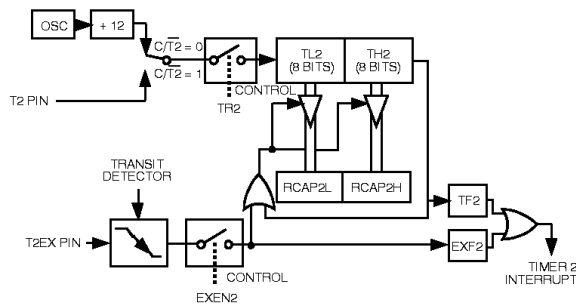 OSC
÷ 12
C/T2 = 0
C/T2 = 1
TL2
(8 BITS)
TH2
(8 BITS)
T2 PIN
CONTROL
TR2
TRANSIT
DETECTOR
RCAP2L
RCAP2H
TF2
T2EX PIN
EXF2
CONTROL
TIMER 2
INTERRUPT
EXEN2